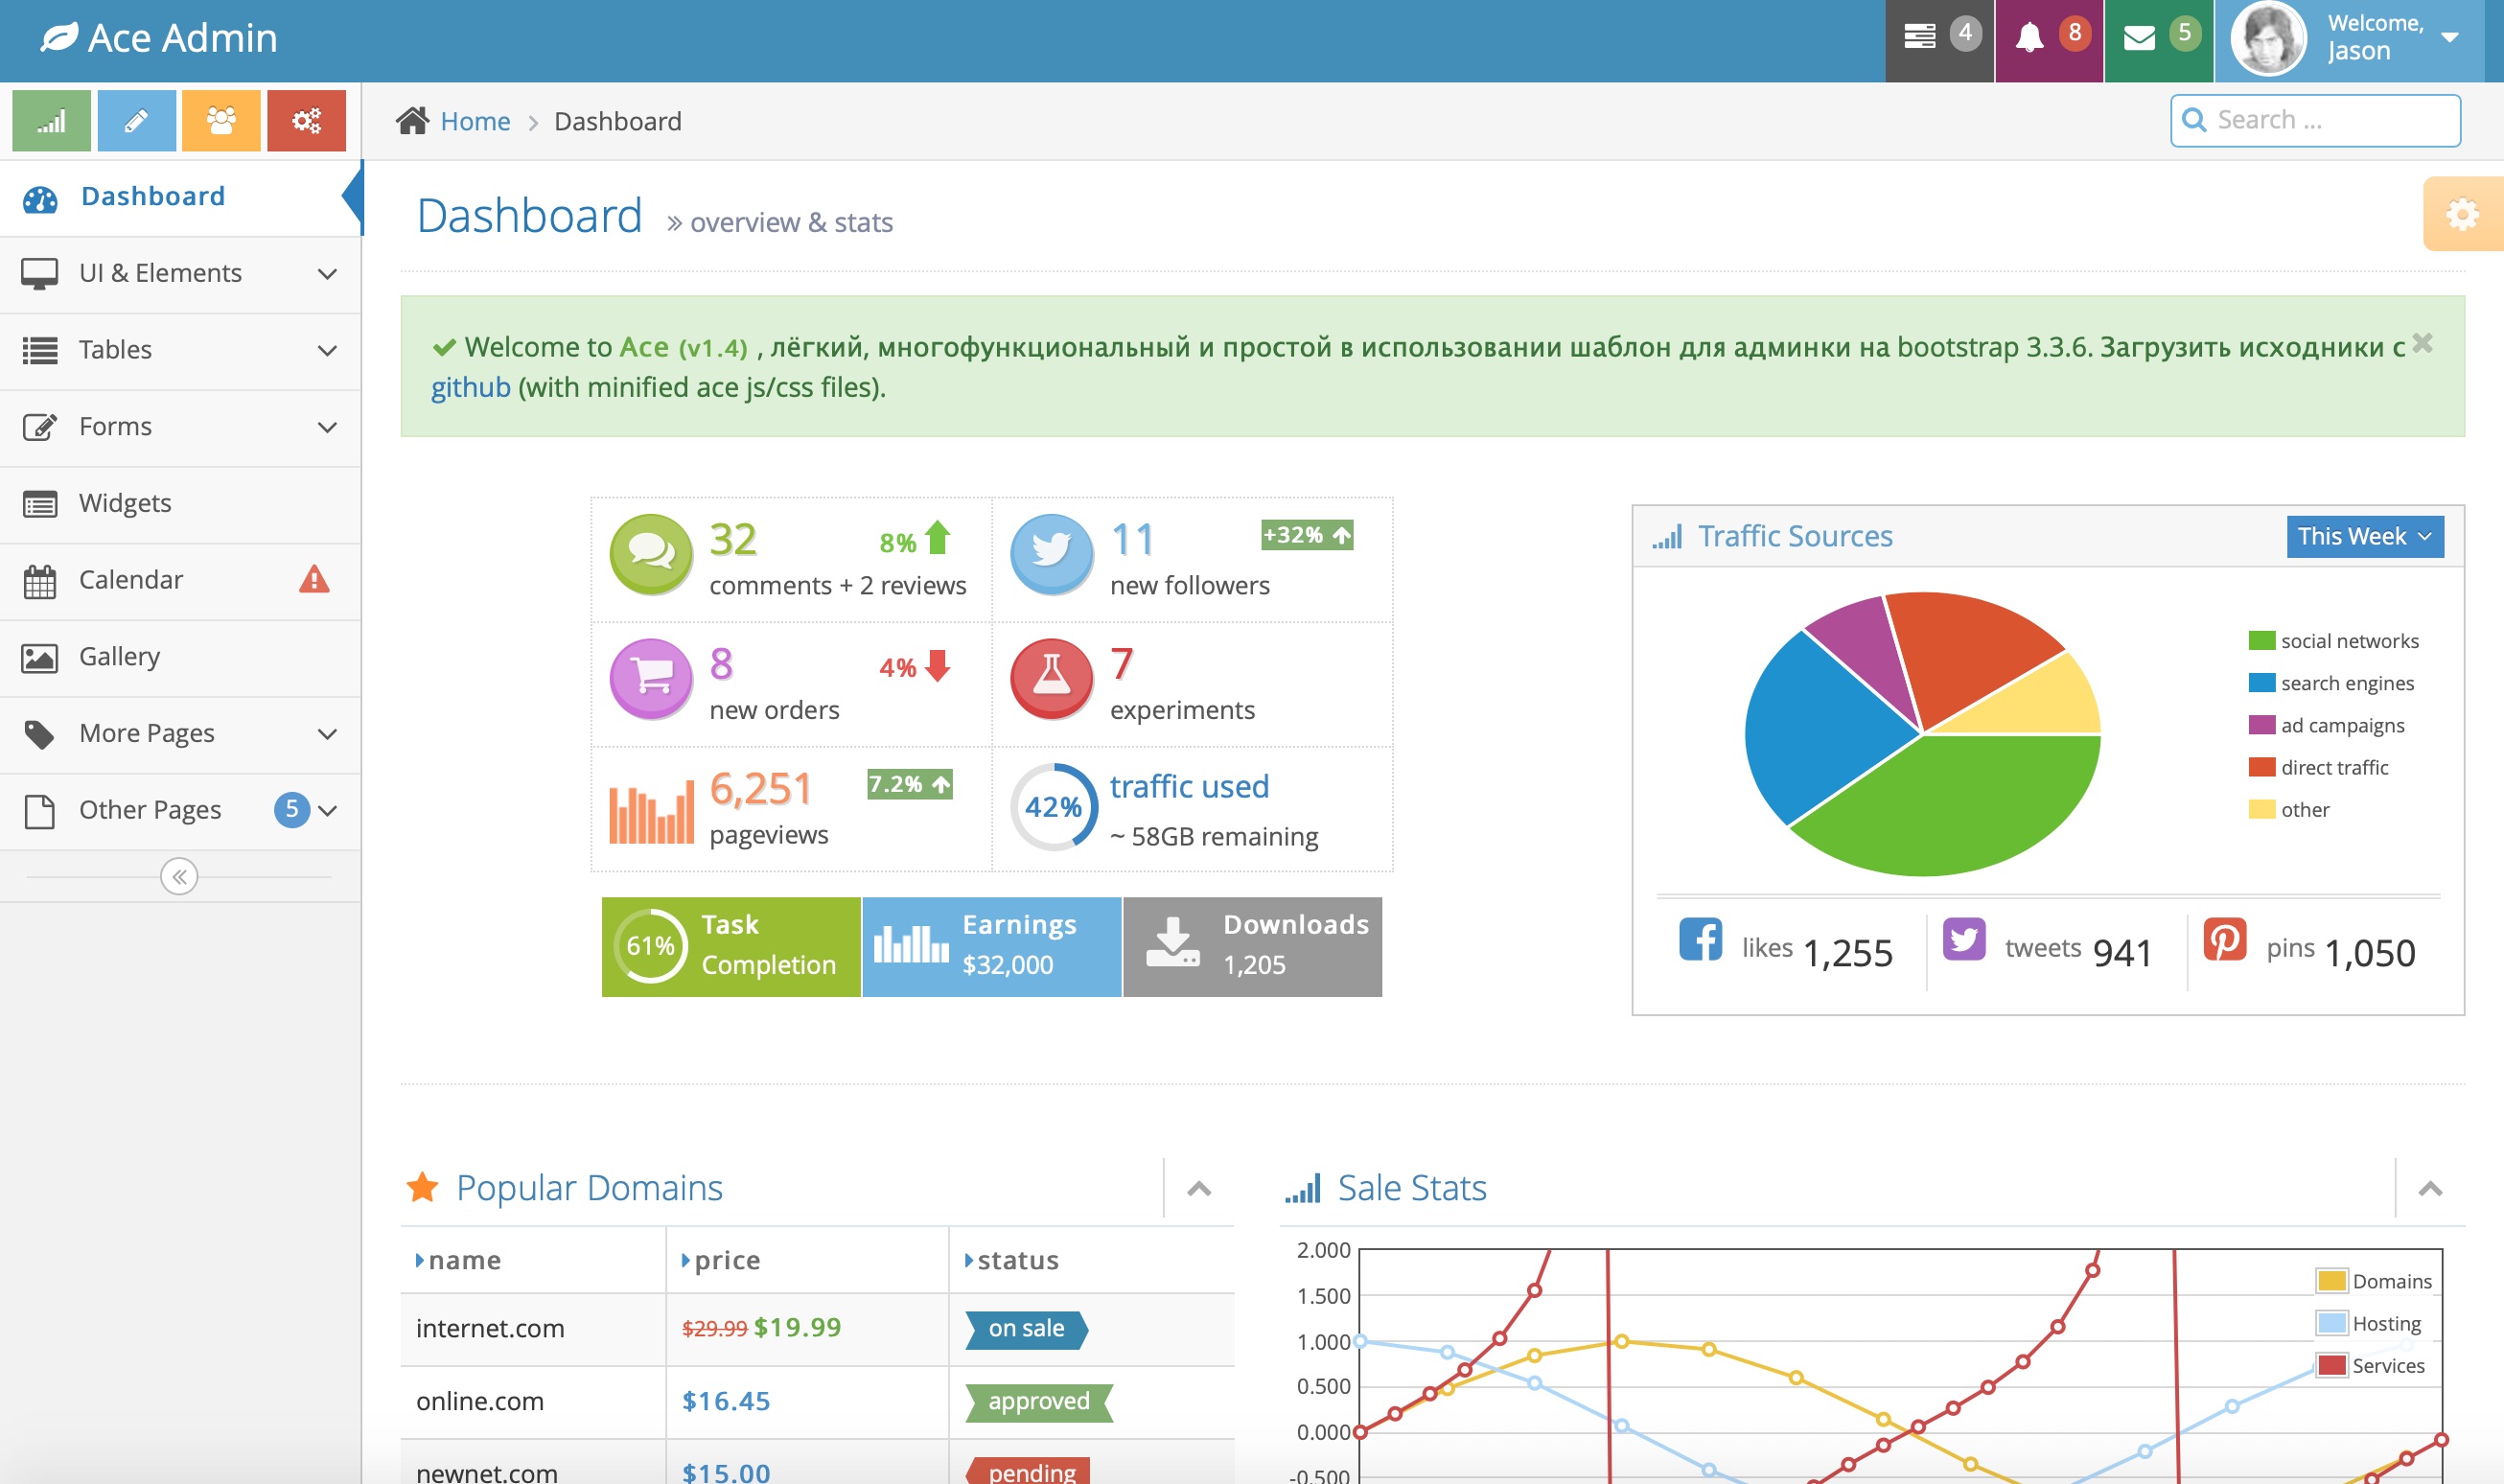 Ace Admin
4
8
5
Welcome,
Jason
Home
Dashboard
Search ...
Dashboard
UI & Elements
Tables
Forms
Widgets
Calendar
Gallery
More Pages
Other Pages 5
Dashboard » overview & stats
Welcome to Ace (v1.4) , лёгкий, многофункциональный и простой в использовании шаблон для админки на bootstrap 3.3.6. Загрузить исходники с
github (with minified ace js/css files).
32 8%
comments + 2 reviews
11 +32%
new followers
8 4%
new orders
7
experiments
6,251 7.2%
pageviews
42% traffic used
~ 58GB remaining
61% Task
Completion
Earnings
$32,000
Downloads
1,205
Traffic Sources
This Week
social networks
search engines
ad campaigns
direct traffic
other
likes 1,255
tweets 941
pins 1,050
Popular Domains
name price status
internet.com $29.99 $19.99 on sale
online.com $16.45 approved
newnet.com $15.00 pending
Sale Stats
2.000
1.500
1.000
0.500
0.000
-0.500
Domains
Hosting
Services